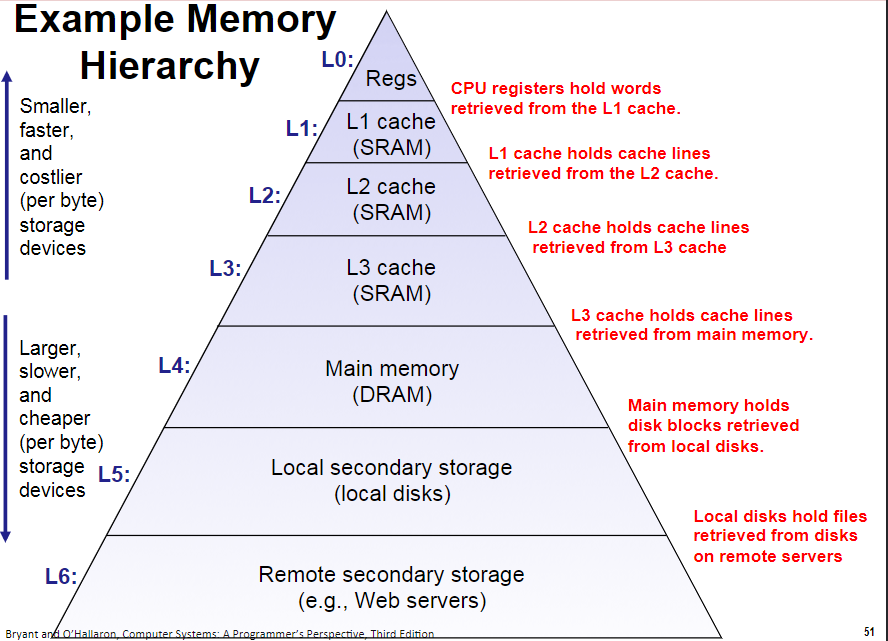 Example Memory
Hierarchy
Smaller,
faster,
and
costlier
(per byte)
storage
devices
Larger,
slower,
and
cheaper
(per byte)
storage
devices
L0:
Regs
CPU registers hold words
retrieved from the L1 cache.
L1:
L1 cache
(SRAM)
L1 cache holds cache lines
retrieved from the L2 cache.
L2:
L2 cache
(SRAM)
L2 cache holds cache lines
retrieved from L3 cache
L3:
L3 cache
(SRAM)
L3 cache holds cache lines
retrieved from main memory.
L4:
Main memory
(DRAM)
Main memory holds
disk blocks retrieved
from local disks.
L5:
Local secondary storage
(local disks)
Local disks hold files
retrieved from disks
on remote servers
L6:
Remote secondary storage
(e.g., Web servers)
Bryant and O'Hallaron, Computer Systems: A Programmer's Perspective, Third Edition
51